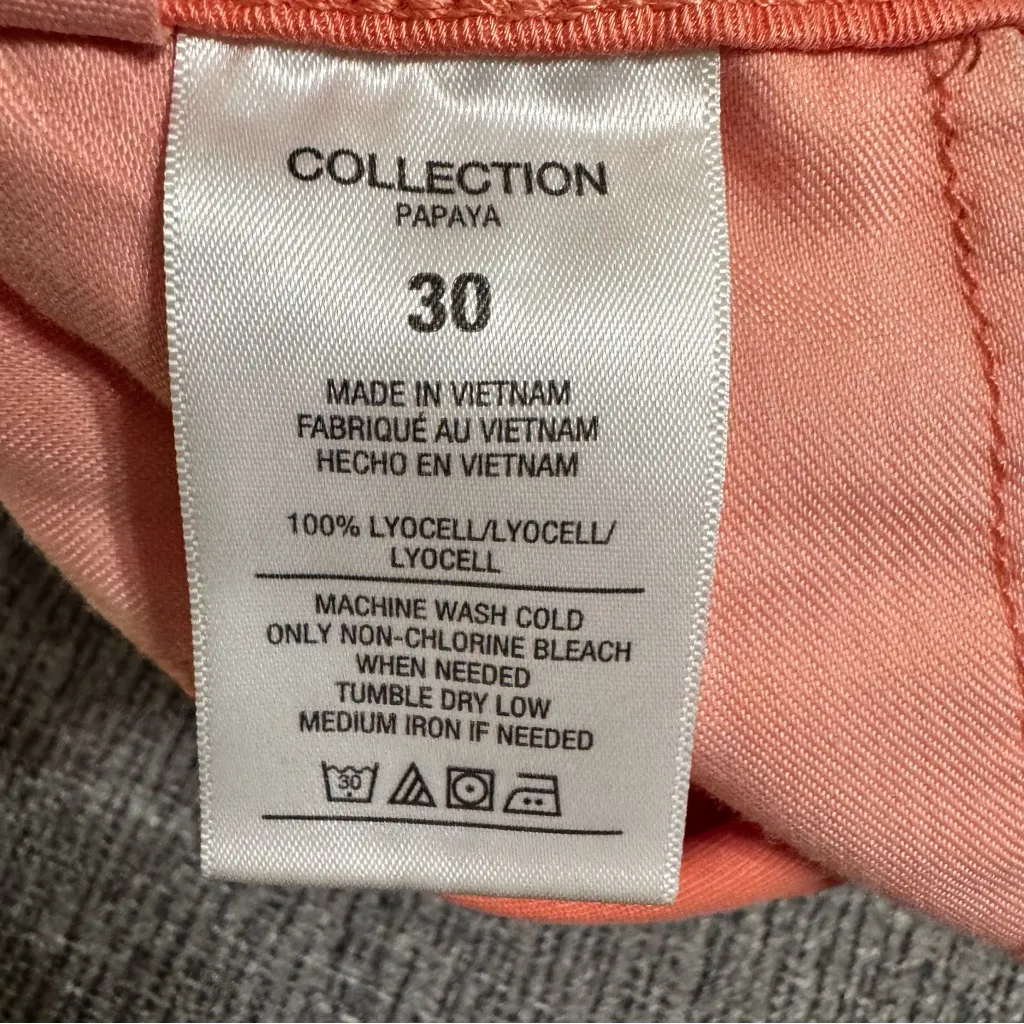 COLLECTION
PAPAYA
30
MADE IN VIETNAM
FABRIQUÉ AU VIETNAM
HECHO EN VIETNAM
100% LYOCELL/LYOCELL/
LYOCELL
MACHINE WASH COLD
ONLY NON-CHLORINE BLEACH
WHEN NEEDED
TUMBLE DRY LOW
MEDIUM IRON IF NEEDED
30